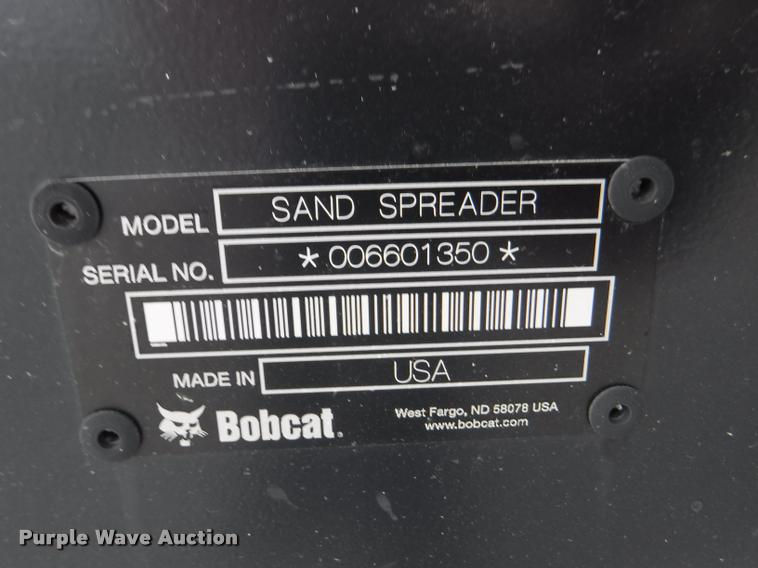 MODEL SAND SPREADER
SERIAL NO. *006601350*
MADE IN USA
Bobcat.
West Fargo, ND 58078 USA
www.bobcat.com
Purple Wave Auction